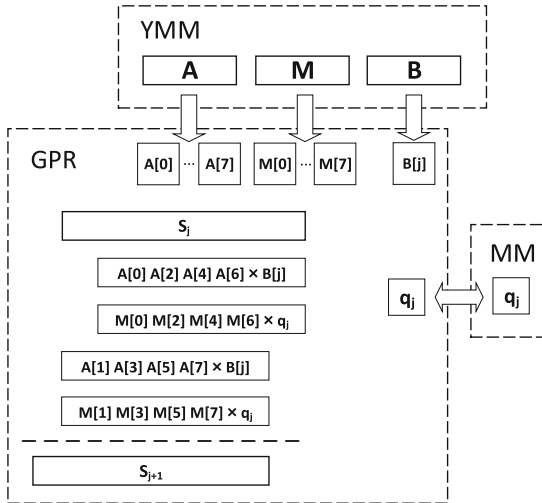 YMM
A M B
GPR
A[0] ... A[7] M[0] ... M[7] B[j]
Sj
MM
A[0] A[2] A[4] A[6] × B[j]
qj qj
M[0] M[2] M[4] M[6] × qj
A[1] A[3] A[5] A[7] × B[j]
M[1] M[3] M[5] M[7] × qj
Sj+1